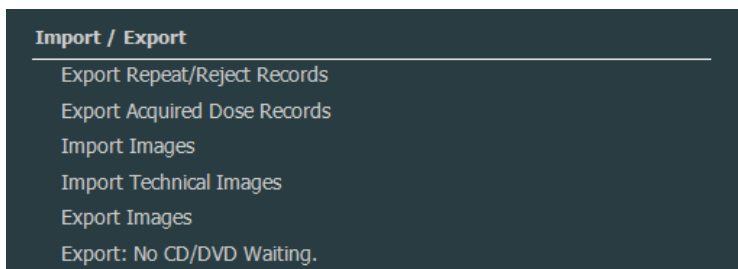 Import / Export
Export Repeat/Reject Records
Export Acquired Dose Records
Import Images
Import Technical Images
Export Images
Export: No CD/DVD Waiting.